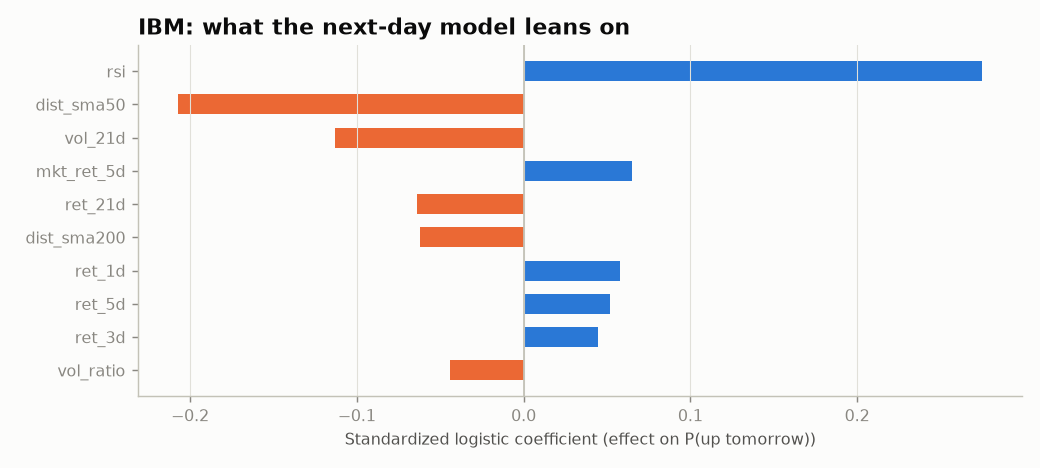 IBM: what the next-day model leans on
rsi
dist_sma50
vol_21d
mkt_ret_5d
ret_21d
dist_sma200
ret_1d
ret_5d
ret_3d
vol_ratio
−0.2 −0.1 0.0 0.1 0.2
Standardized logistic coefficient (effect on P(up tomorrow))